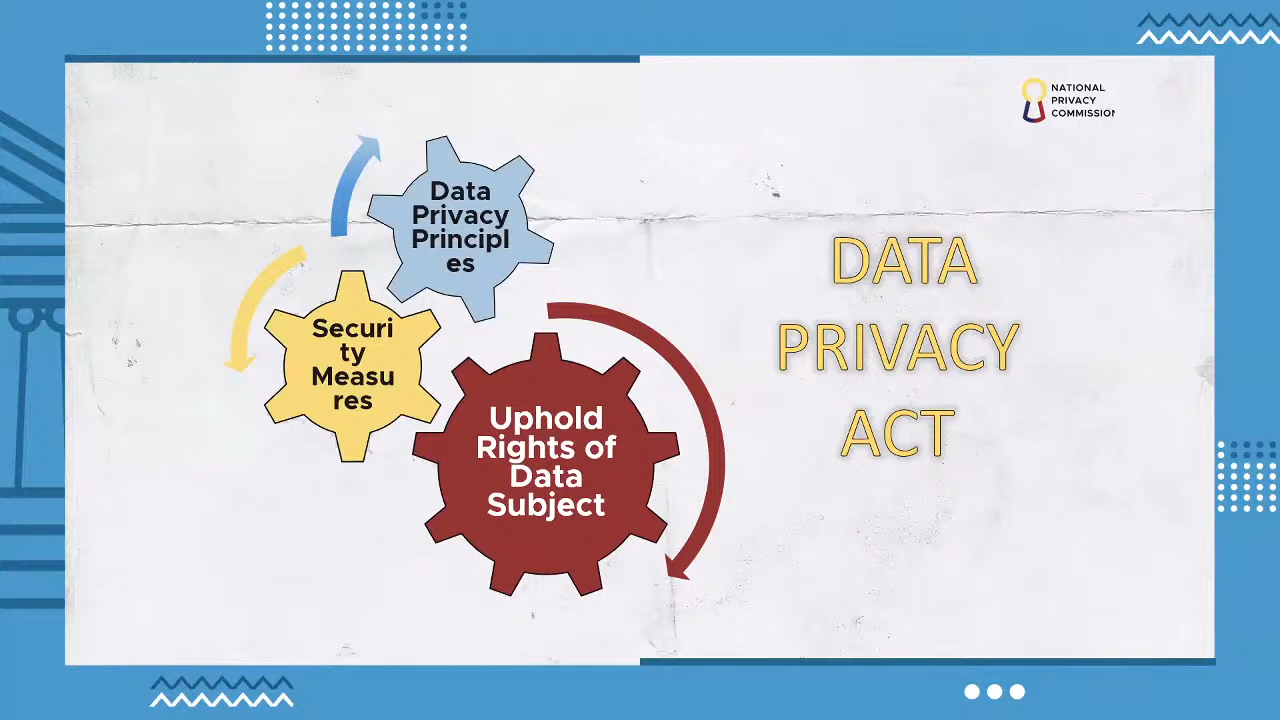 NATIONAL
PRIVACY
COMMISSION
Data
Privacy
Principl
es
Securi
ty
Measu
res
Uphold
Rights of
Data
Subject
DATA
PRIVACY
ACT